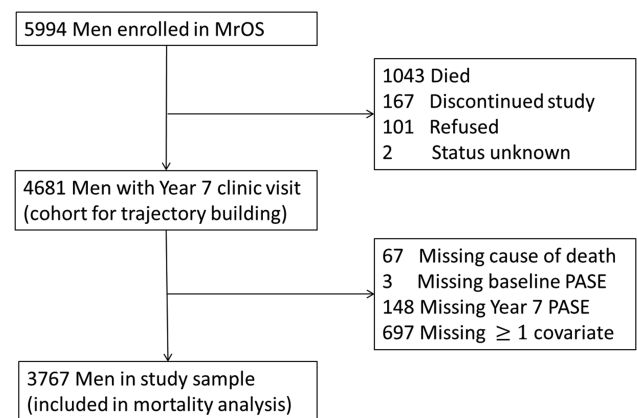 5994 Men enrolled in MrOS
1043 Died
167 Discontinued study
101 Refused
2 Status unknown
4681 Men with Year 7 clinic visit
(cohort for trajectory building)
67 Missing cause of death
3 Missing baseline PASE
148 Missing Year 7 PASE
697 Missing ≥ 1 covariate
3767 Men in study sample
(included in mortality analysis)